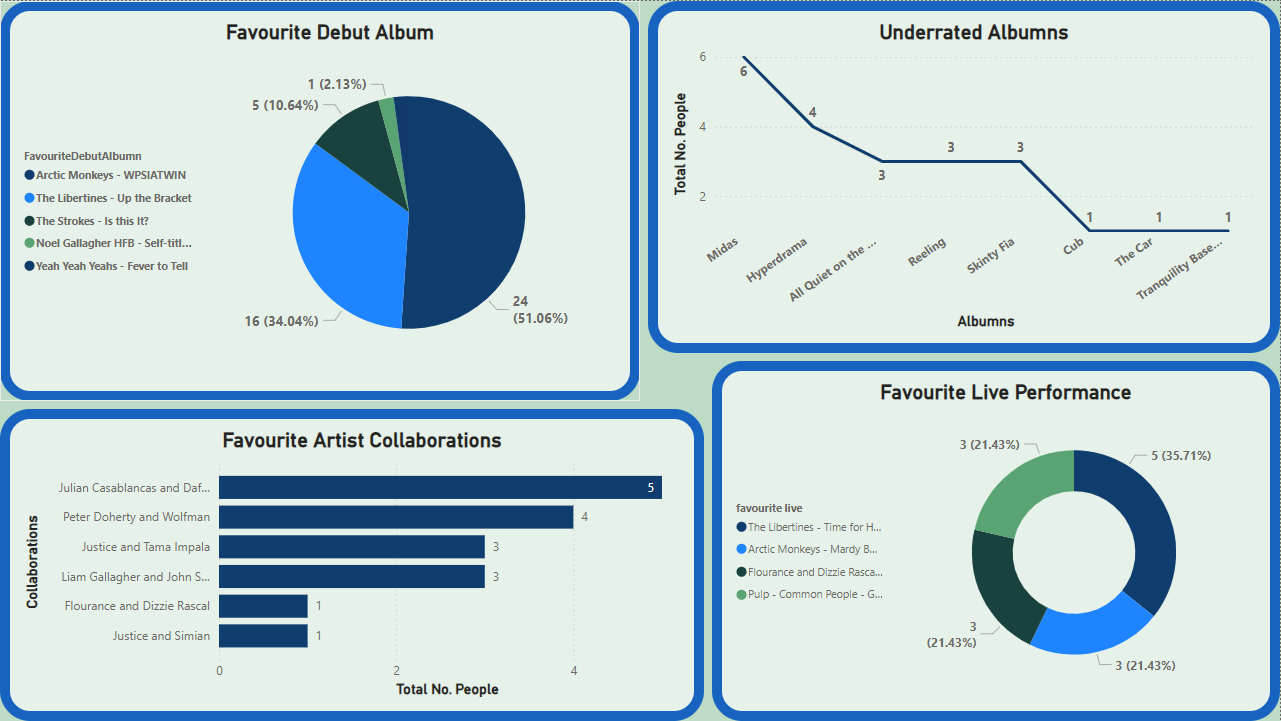 Favourite Debut Album
1 (2.13%)
5 (10.64%)
FavouriteDebutAlbumn
Arctic Monkeys - WPSIATWIN
The Libertines - Up the Bracket
The Strokes - Is this It?
Noel Gallagher HFB - Self-titl...
Yeah Yeah Yeahs - Fever to Tell
16 (34.04%)
24
(51.06%)
Underrated Albumns
Total No. People
6
4
2
6
4
3
3
3
1
1
1
Midas
Hyperdrama
All Quiet on the ...
Reeling
Skinty Fia
Cub
The Car
Tranquility Base...
Albumns
Favourite Artist Collaborations
Collaborations
Julian Casablancas and Daf...
5
Peter Doherty and Wolfman
4
Justice and Tama Impala
3
Liam Gallagher and John S...
3
Flourance and Dizzie Rascal
1
Justice and Simian
1
0
2
4
Total No. People
Favourite Live Performance
3 (21.43%)
5 (35.71%)
favourite live
The Libertines - Time for H...
Arctic Monkeys - Mardy B...
Flourance and Dizzie Rasca...
Pulp - Common People - G...
3
(21.43%)
3 (21.43%)